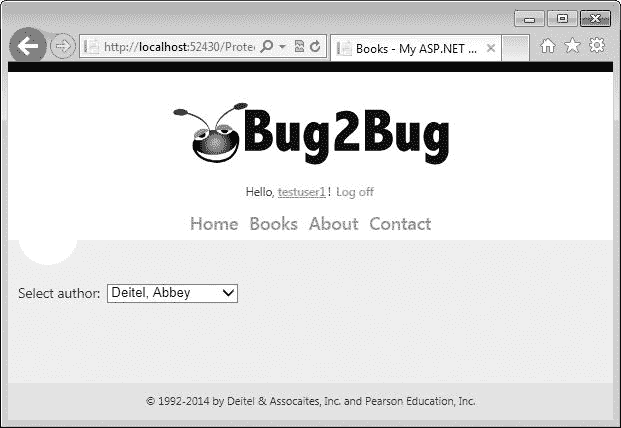 http://localhost:52430/Prote
Books - My ASP.NET ...
Bug2Bug
Hello, testuser1! Log off
Home Books About Contact
Select author: Deitel, Abbey
© 1992-2014 by Deitel & Assocaites, Inc. and Pearson Education, Inc.